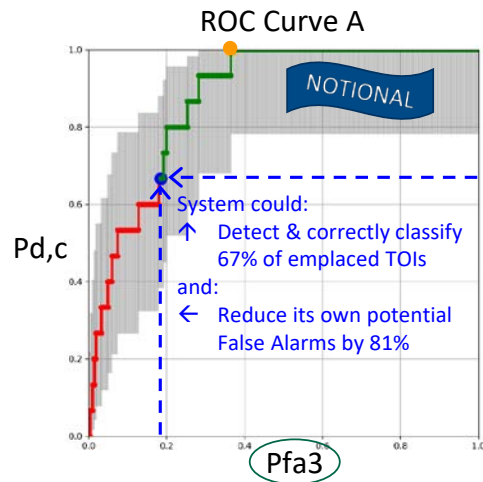 ROC Curve A
1.0
NOTIONAL
0.8
0.6
Pd,c
System could:
↑ Detect & correctly classify
67% of emplaced TOIs
and:
← Reduce its own potential
False Alarms by 81%
0.4
0.2
0.0
0.0 0.2 0.4 0.6 0.8 1.0
Pfa3